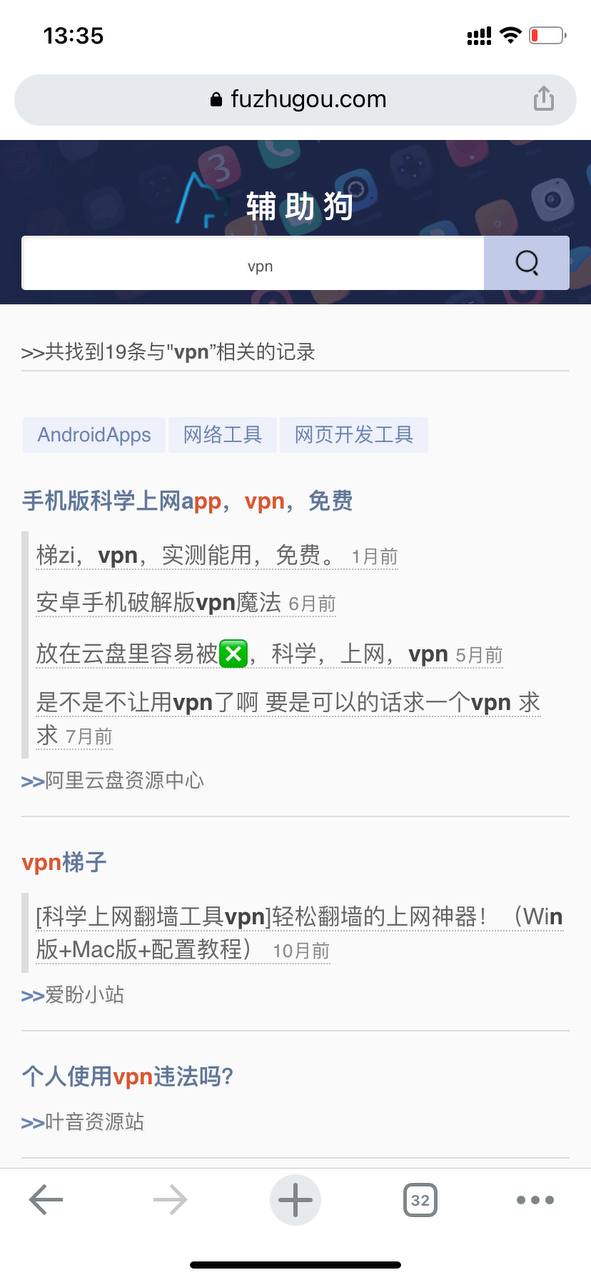 13:35
fuzhugou.com
辅助狗
vpn
>>共找到19条与"vpn”相关的记录
AndroidApps 网络工具 网页开发工具
手机版科学上网app，vpn，免费
梯zi，vpn，实测能用，免费。 1月前
安卓手机破解版vpn魔法 6月前
放在云盘里容易被❎，科学，上网，vpn 5月前
是不是不让用vpn了啊 要是可以的话求一个vpn 求
求 7月前
>>阿里云盘资源中心
vpn梯子
[科学上网翻墙工具vpn]轻松翻墙的上网神器！（Win
版+Mac版+配置教程） 10月前
>>爱盼小站
个人使用vpn违法吗?
>>叶音资源站
32